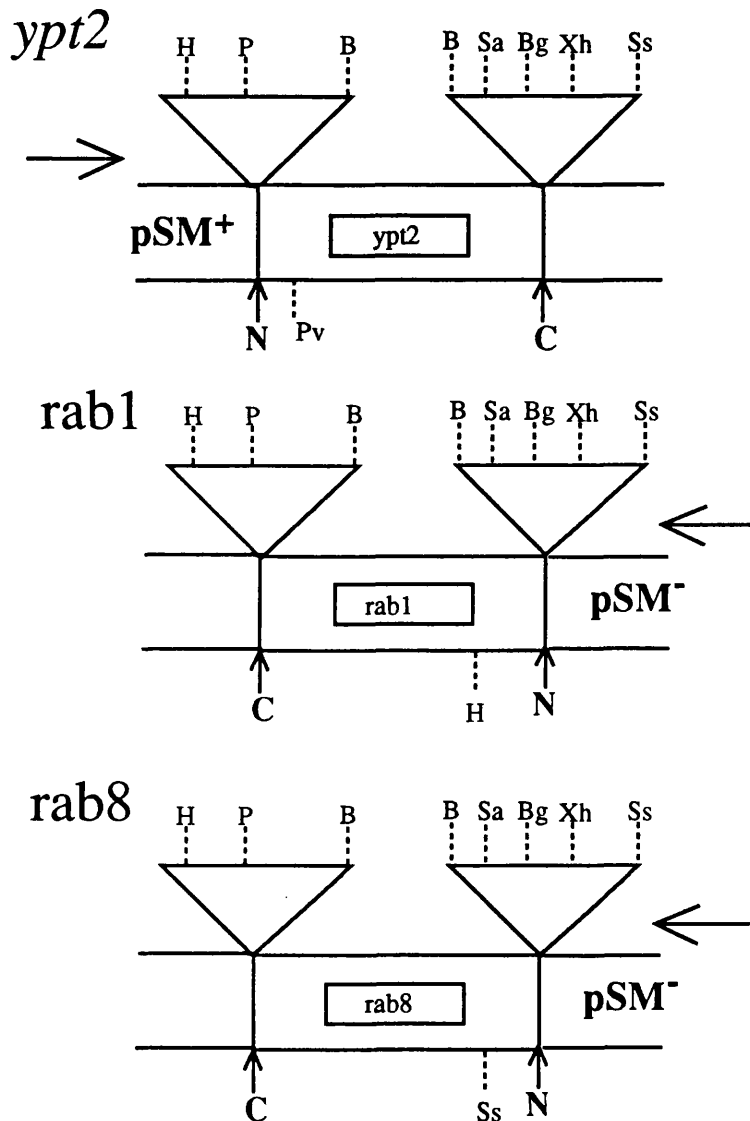 ypt2
H P B B Sa Bg Xh Ss
pSM+ ypt2
N Pv C
rab1
H P B B Sa Bg Xh Ss
rab1 pSM-
C H N
rab8
H P B B Sa Bg Xh Ss
rab8 pSM-
C Ss N